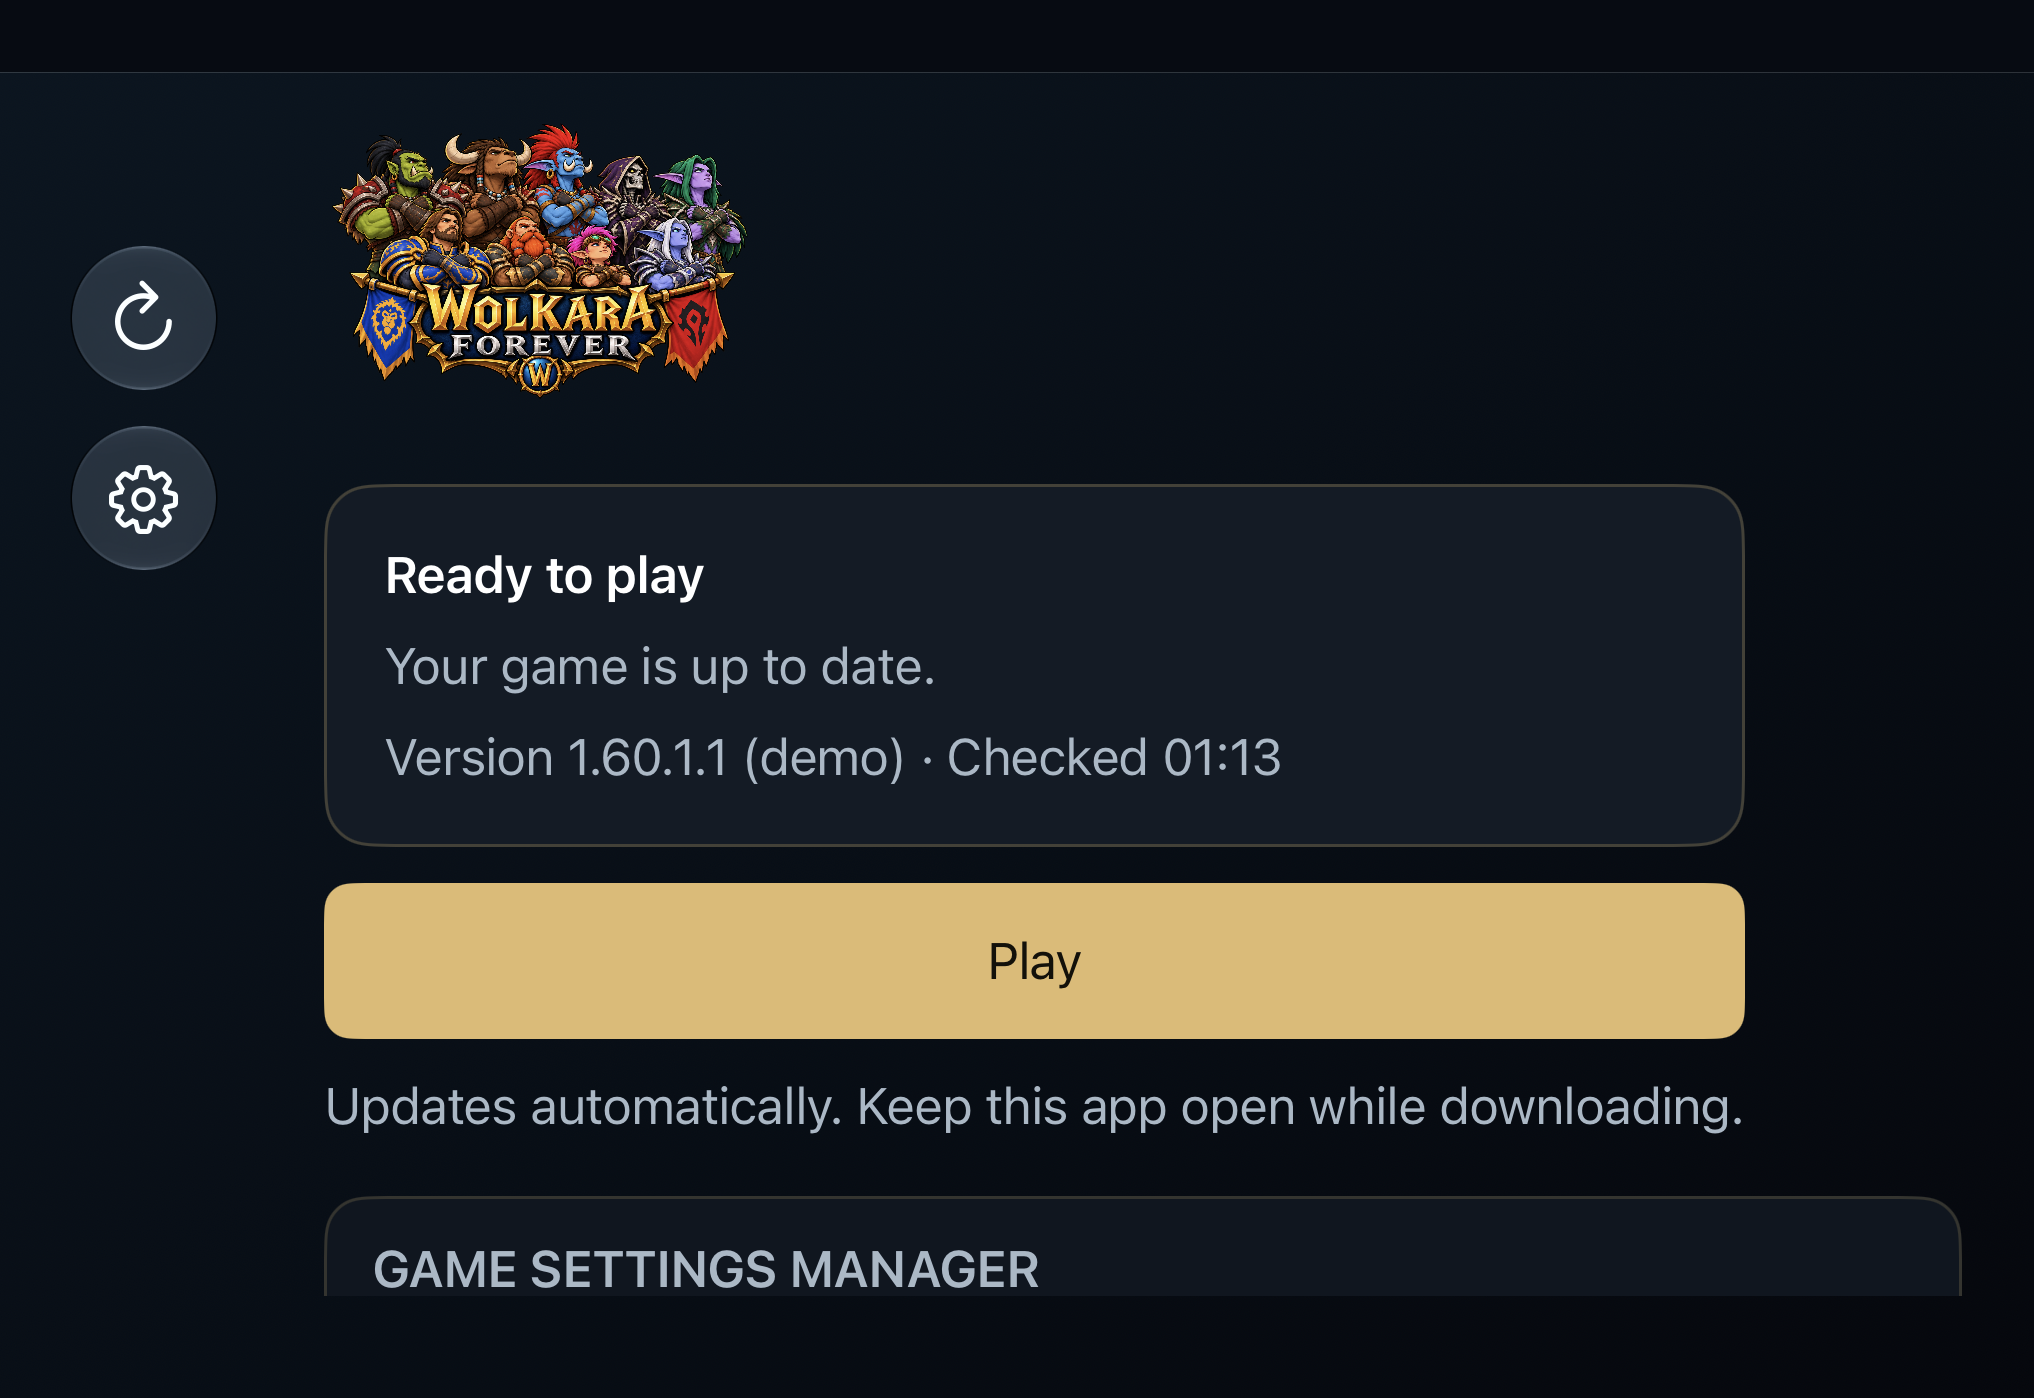 WOLKARA
FOREVER
W
Ready to play
Your game is up to date.
Version 1.60.1.1 (demo) · Checked 01:13
Play
Updates automatically. Keep this app open while downloading.
GAME SETTINGS MANAGER